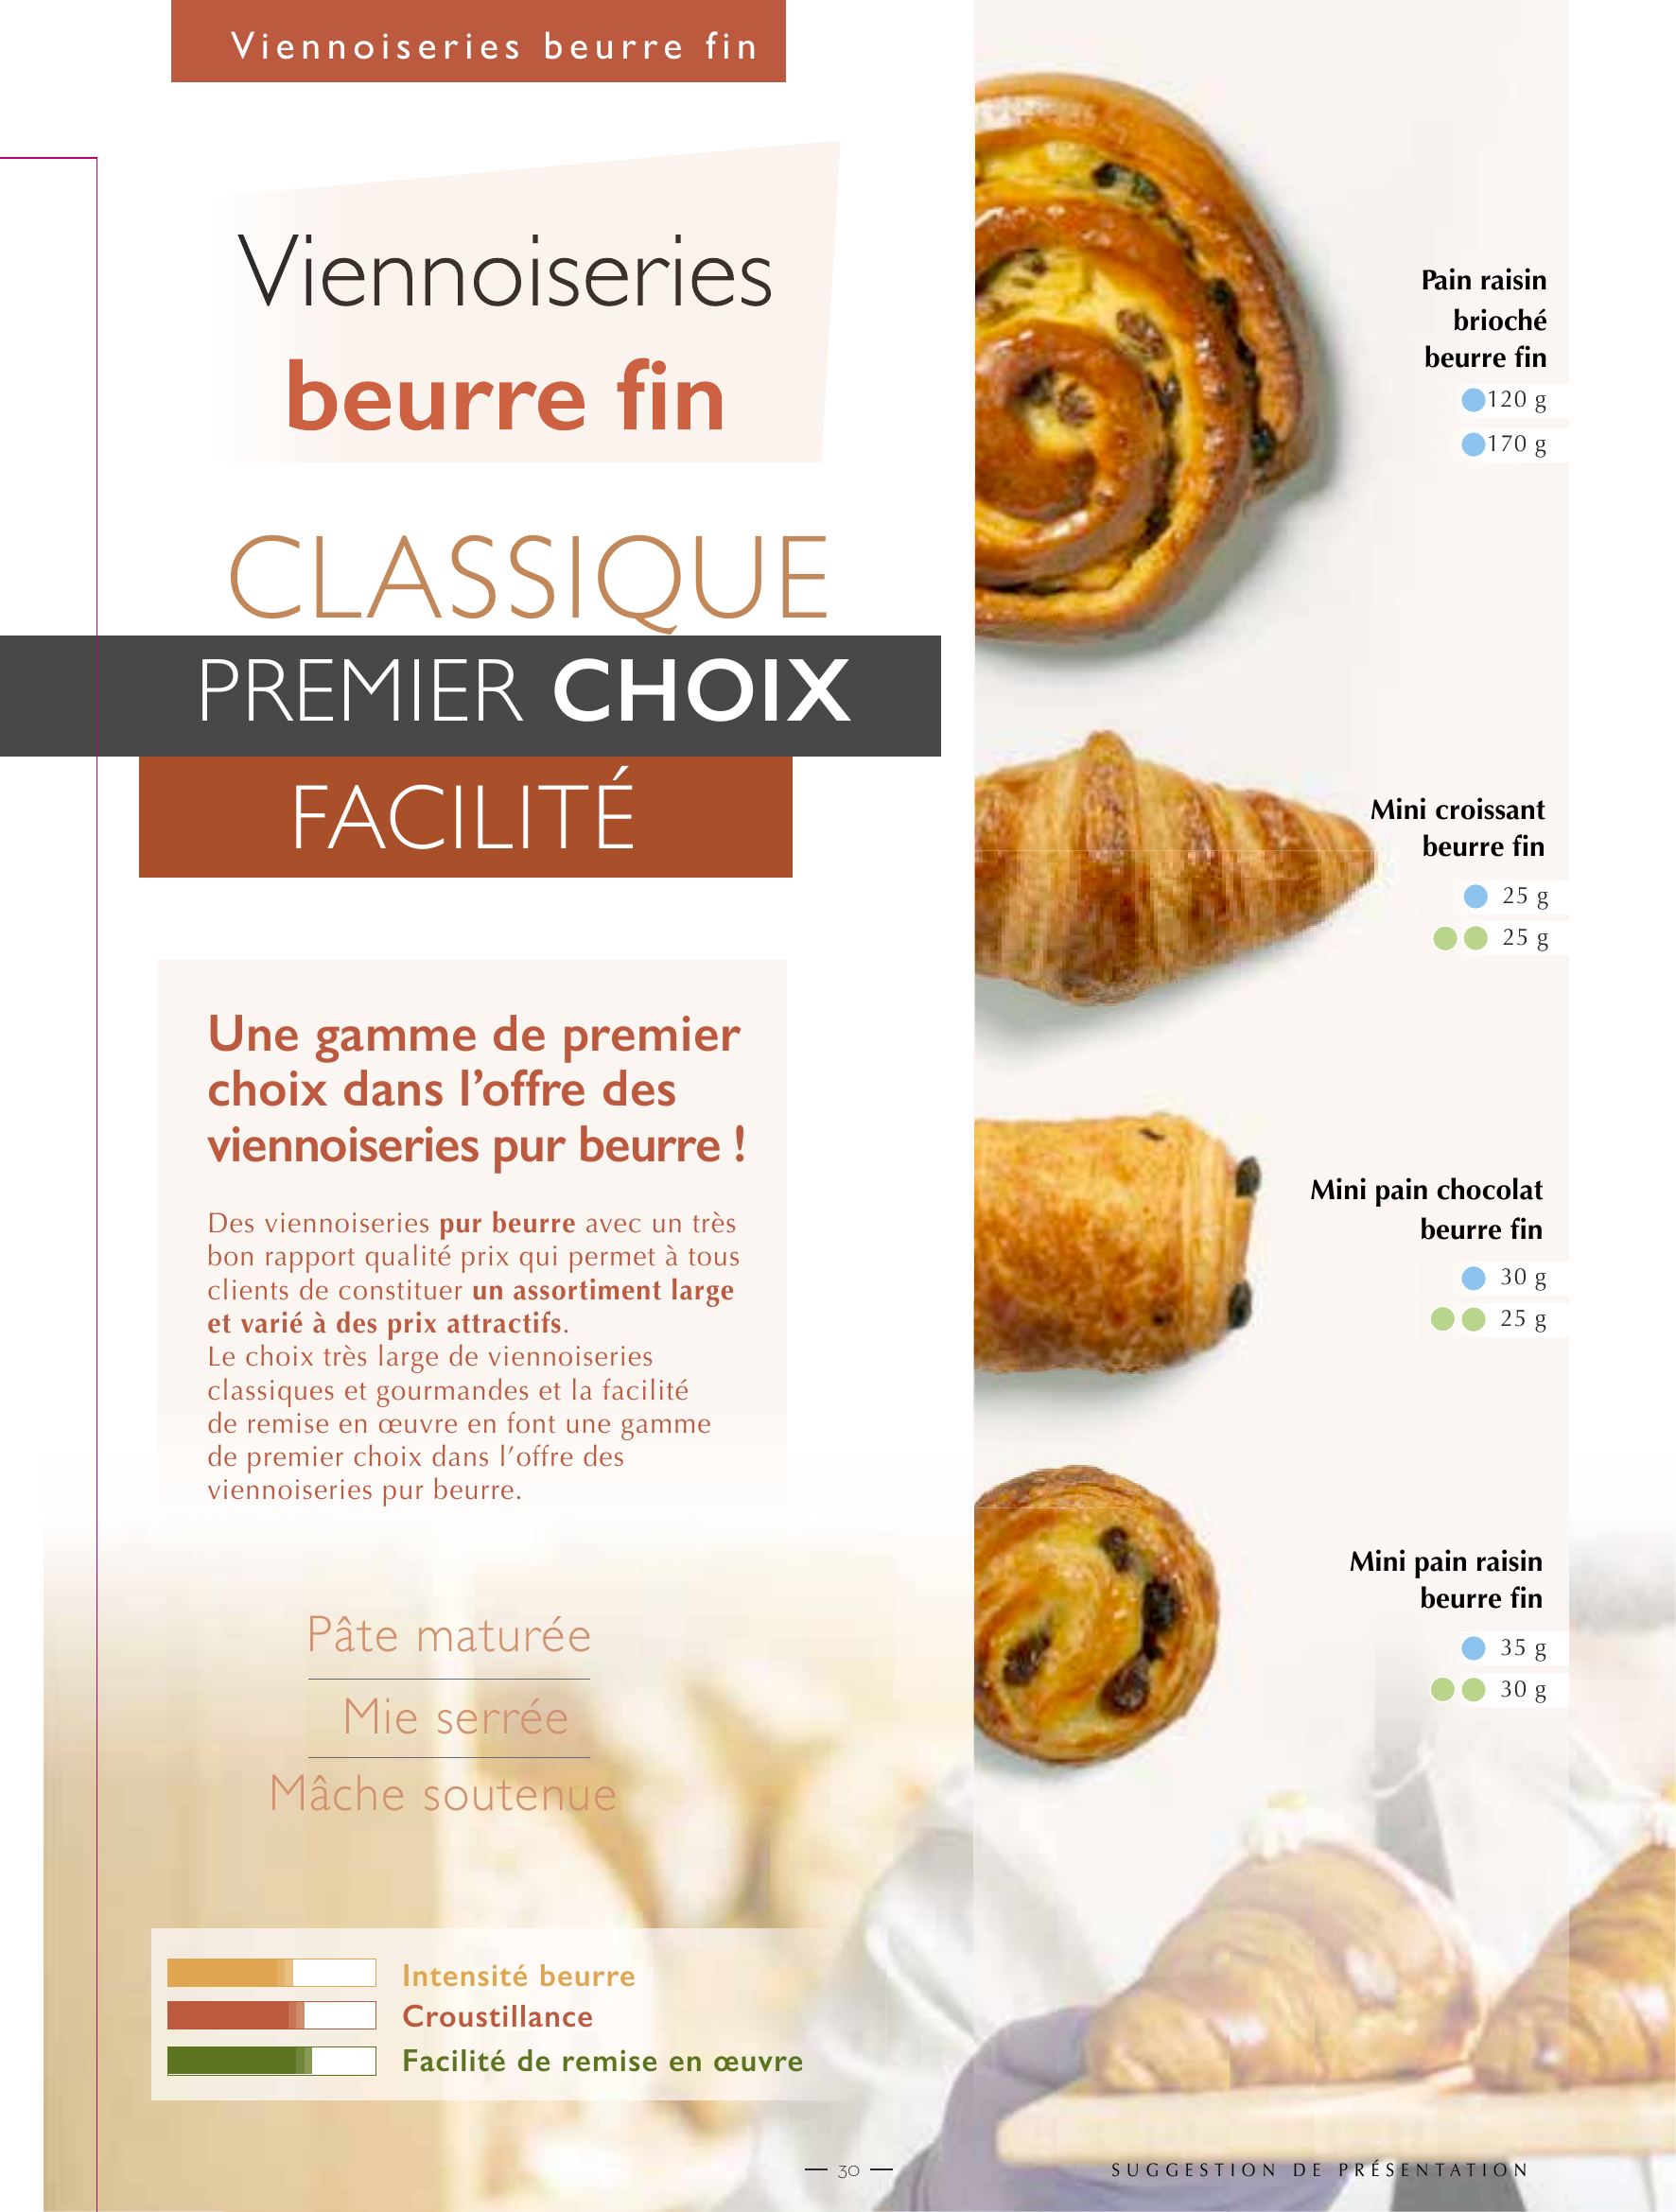 Viennoiseries beurre fin
Viennoiseries
beurre fin
CLASSIQUE
PREMIER CHOIX
FACILITÉ
Une gamme de premier
choix dans l’offre des
viennoiseries pur beurre !
Des viennoiseries pur beurre avec un très
bon rapport qualité prix qui permet à tous
clients de constituer un assortiment large
et varié à des prix attractifs.
Le choix très large de viennoiseries
classiques et gourmandes et la facilité
de remise en œuvre en font une gamme
de premier choix dans l’offre des
viennoiseries pur beurre.
Pâte maturée
Mie serrée
Mâche soutenue
Intensité beurre
Croustillance
Facilité de remise en œuvre
Pain raisin
brioché
beurre fin
120 g
170 g
Mini croissant
beurre fin
25 g
25 g
Mini pain chocolat
beurre fin
30 g
25 g
Mini pain raisin
beurre fin
35 g
30 g
— 30 —
SUGGESTION DE PRÉSENTATION